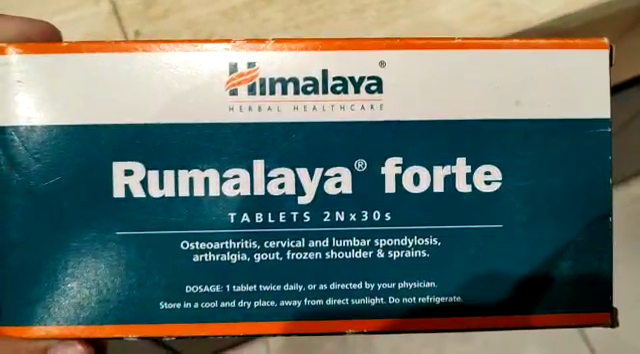 Himalaya®
HERBAL HEALTHCARE
Rumalaya® forte
TABLETS 2Nx30s
Osteoarthritis, cervical and lumbar spondylosis,
arthralgia, gout, frozen shoulder & sprains.
DOSAGE: 1 tablet twice daily, or as directed by your physician.
Store in a cool and dry place, away from direct sunlight. Do not refrigerate.